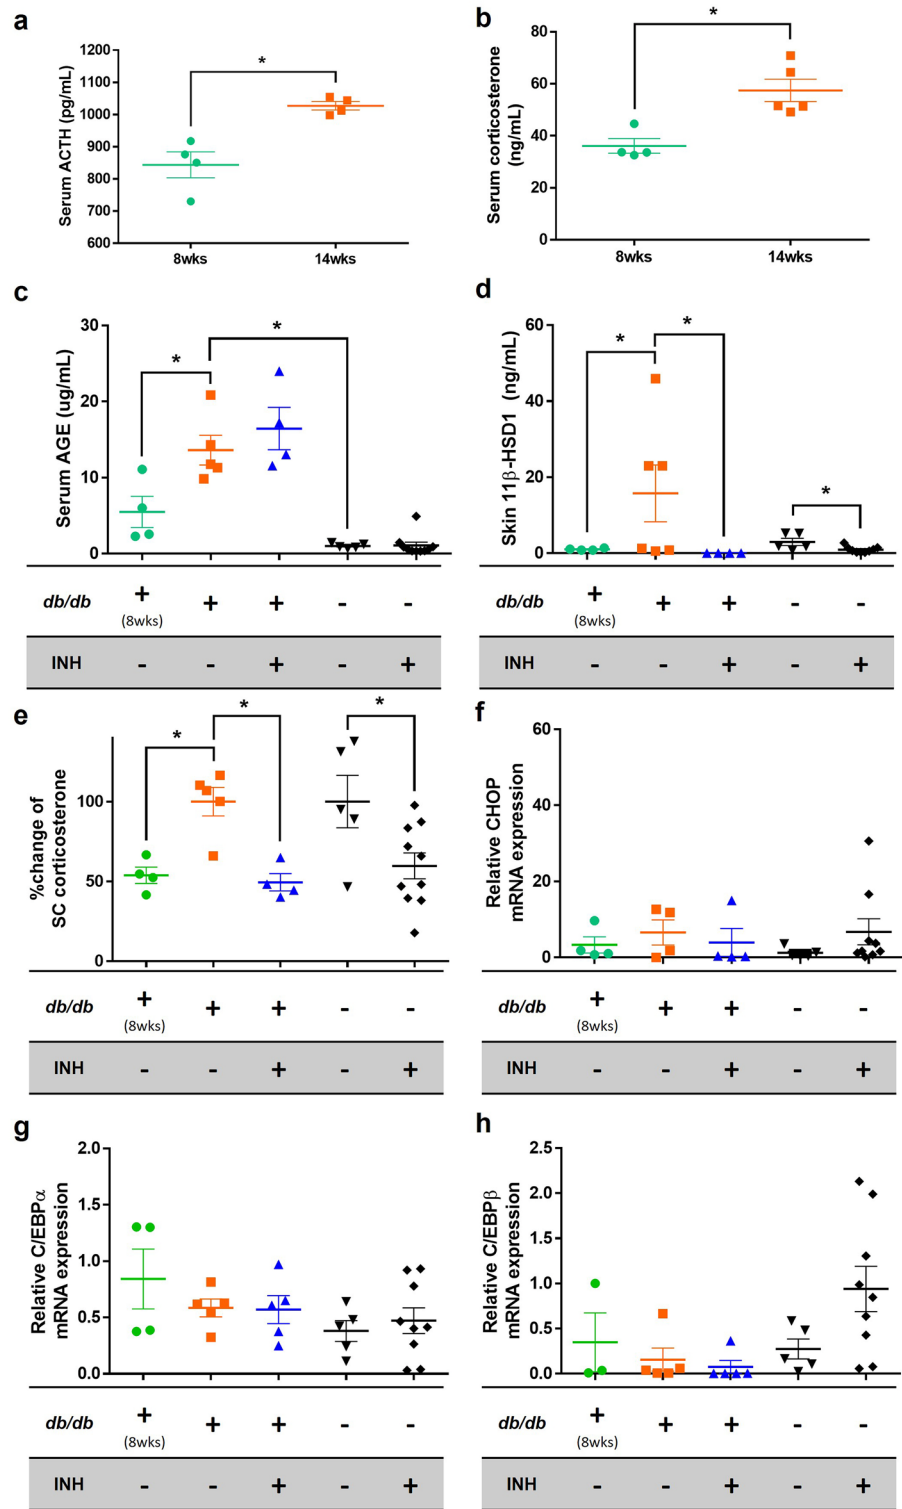 a
Serum ACTH (pg/mL)
1200
1100
1000
900
800
700
600
*
8wks
14wks
b
Serum corticosterone
(ng/mL)
80
60
40
20
0
*
8wks
14wks
c
Serum AGE (ug/mL)
30
20
10
0
*
*
db/db
+
+
+
-
-
(8wks)
INH
-
-
+
-
+
d
Skin 11β-HSD1 (ng/mL)
60
40
20
0
*
*
*
db/db
+
+
+
-
-
(8wks)
INH
-
-
+
-
+
e
%change of
SC corticosterone
100
50
0
*
*
*
db/db
+
+
+
-
-
(8wks)
INH
-
-
+
-
+
f
Relative CHOP
mRNA expression
60
40
20
0
db/db
+
+
+
-
-
(8wks)
INH
-
-
+
-
+
g
Relative C/EBPα
mRNA expression
2.0
1.5
1.0
0.5
0.0
db/db
+
+
+
-
-
(8wks)
INH
-
-
+
-
+
h
Relative C/EBPβ
mRNA expression
2.5
2.0
1.5
1.0
0.5
0.0
db/db
+
+
+
-
-
(8wks)
INH
-
-
+
-
+